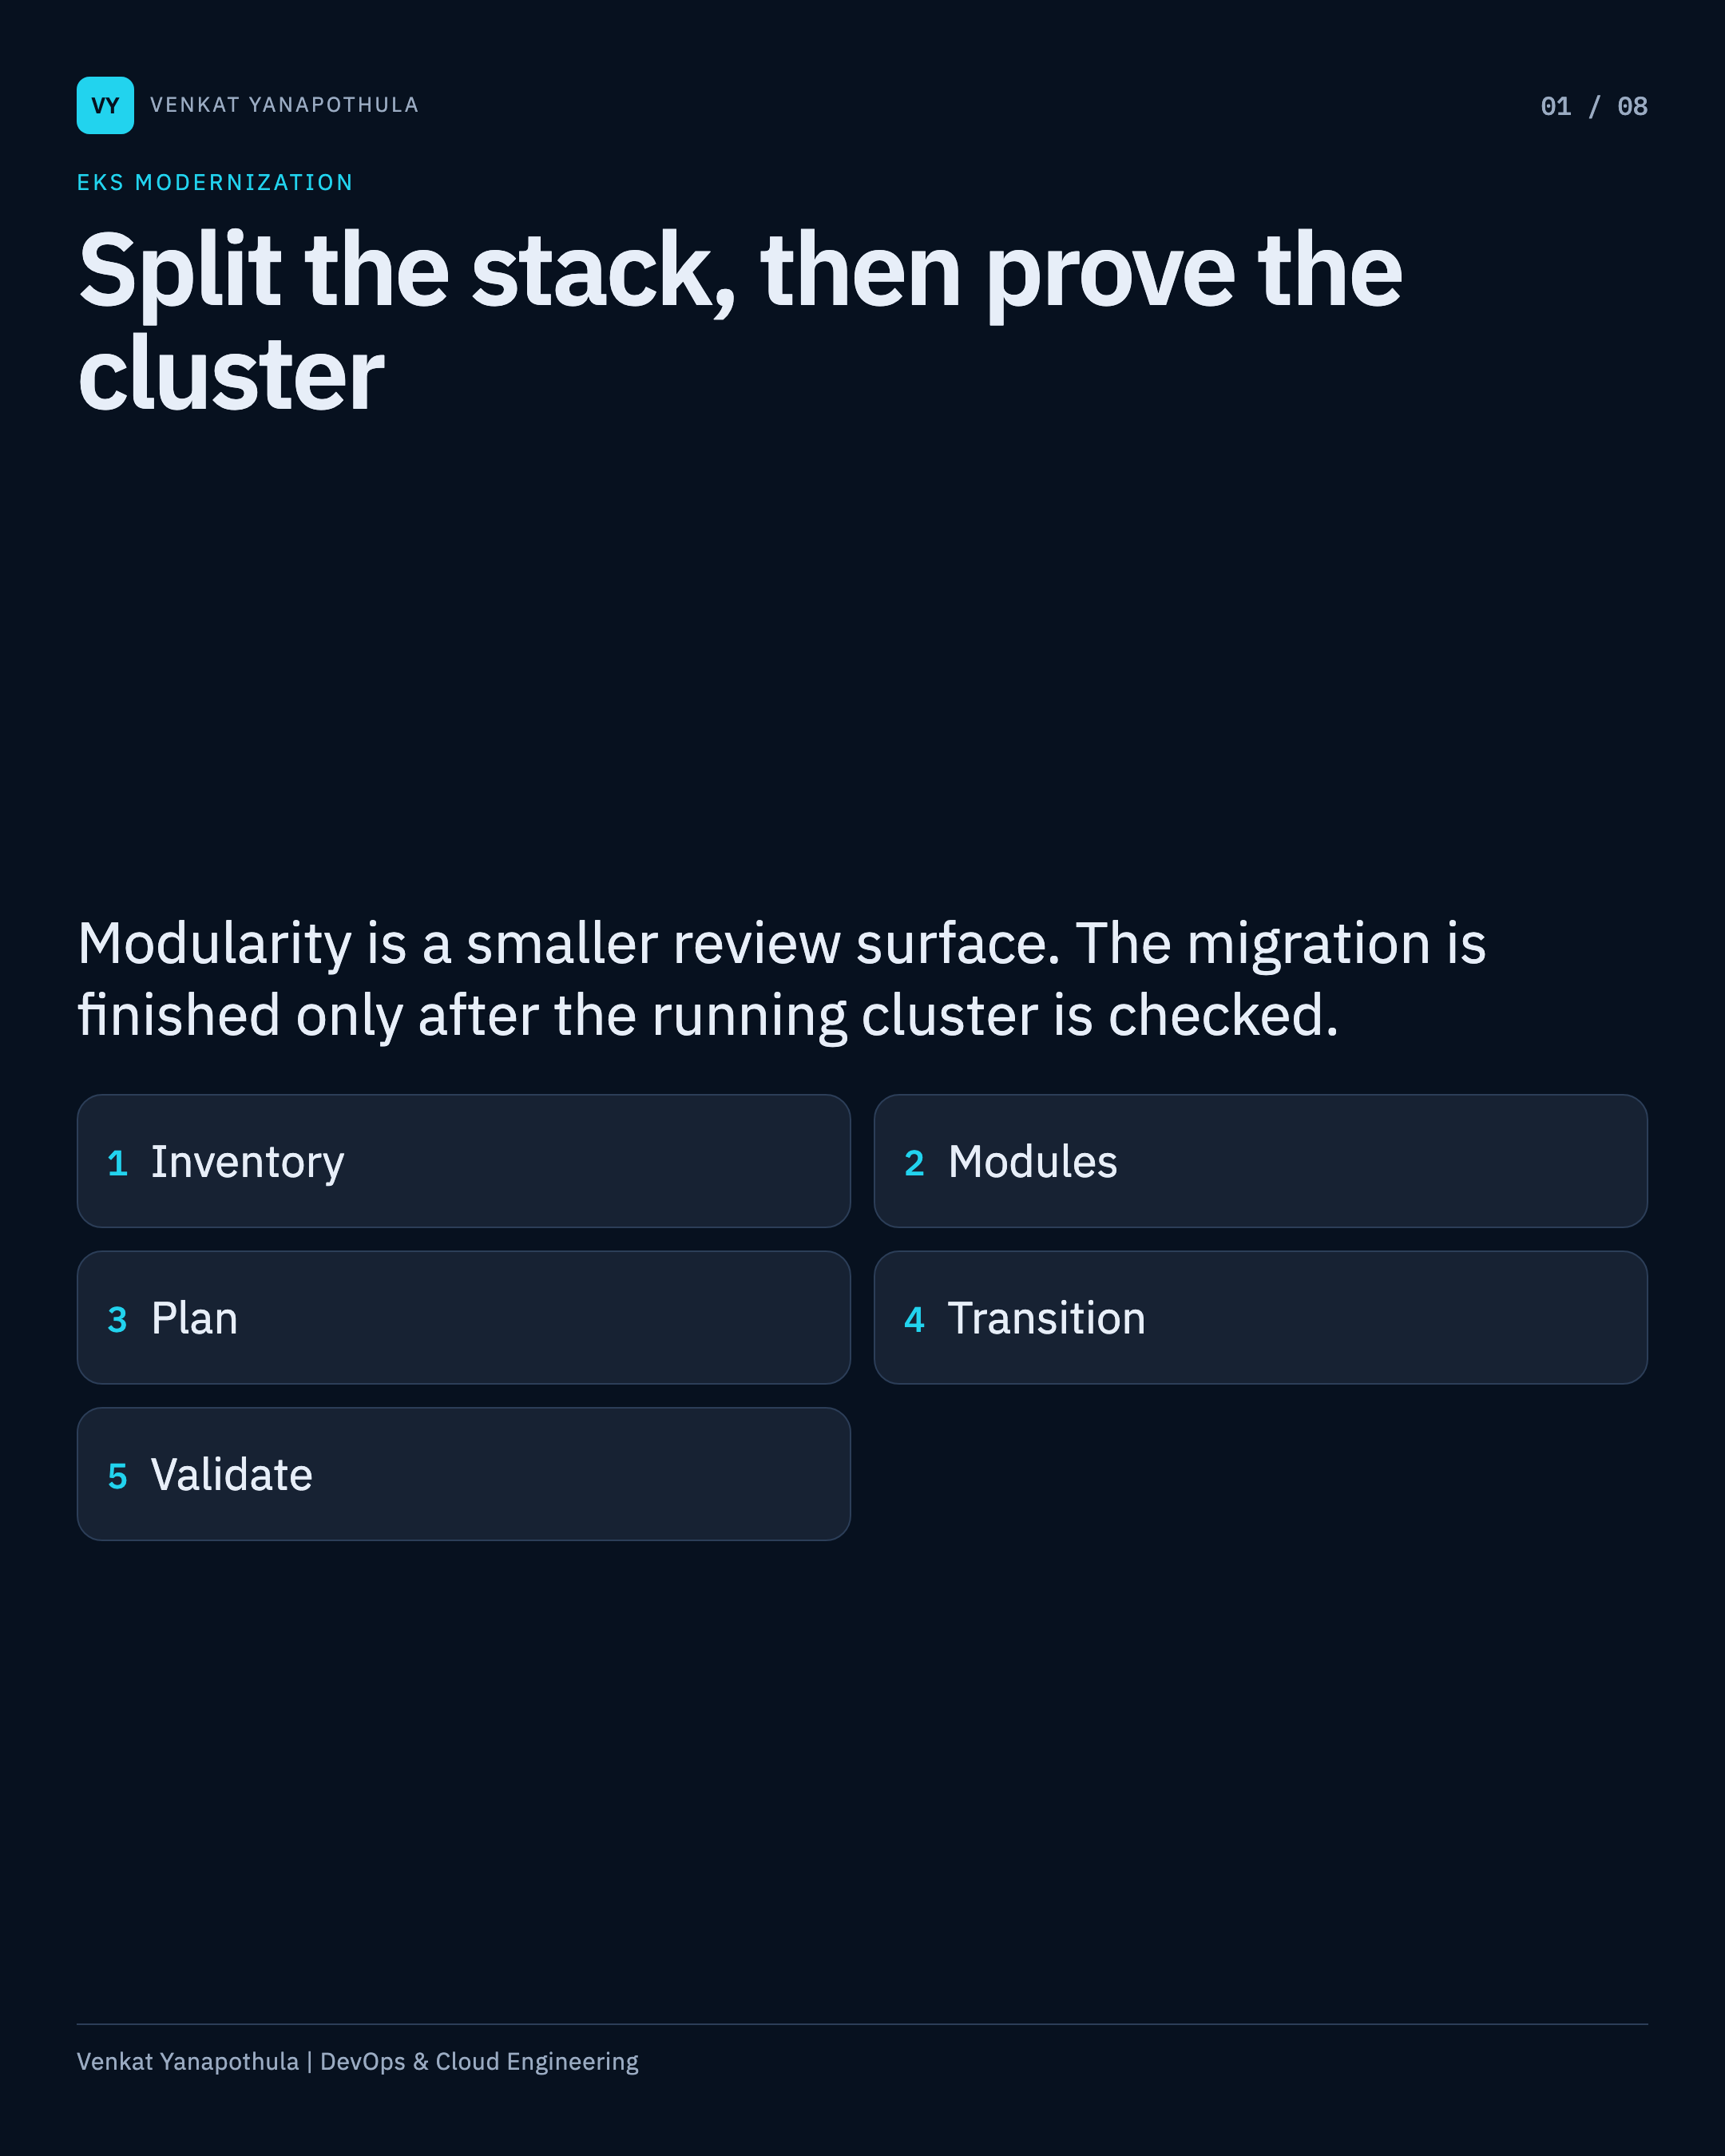 VY VENKAT YANAPOTHULA
01 / 08
EKS MODERNIZATION
Split the stack, then prove the
cluster
Modularity is a smaller review surface. The migration is
finished only after the running cluster is checked.
1 Inventory
2 Modules
3 Plan
4 Transition
5 Validate
Venkat Yanapothula | DevOps & Cloud Engineering